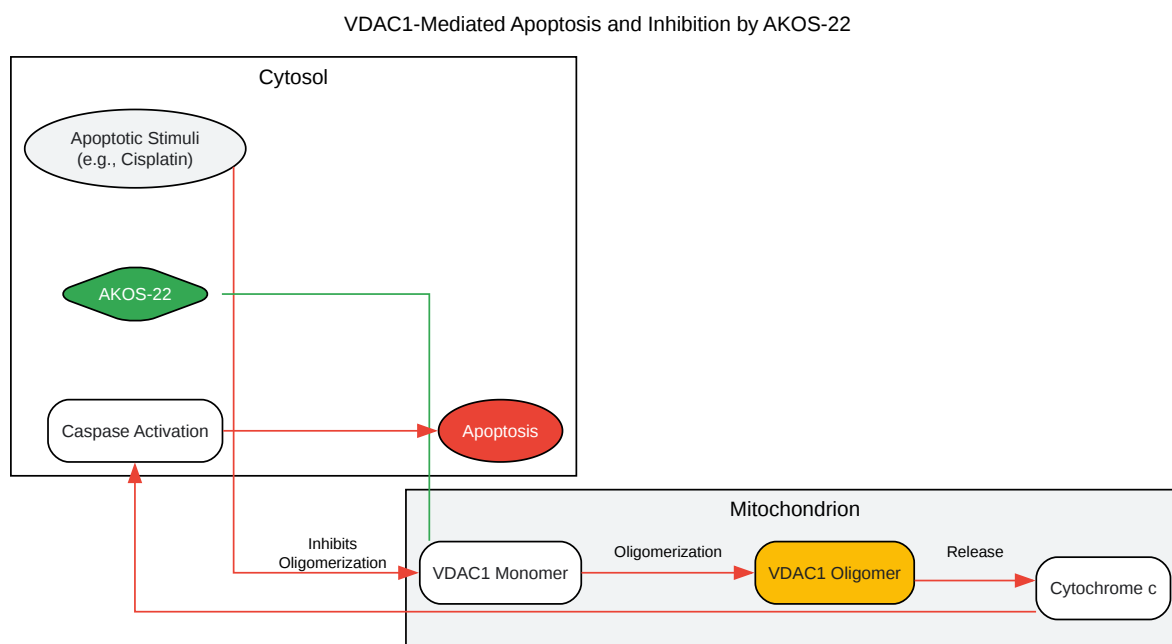 VDAC1-Mediated Apoptosis and Inhibition by AKOS-22
Cytosol
Apoptotic Stimuli
(e.g., Cisplatin)
AKOS-22
Caspase Activation
Apoptosis
Mitochondrion
Inhibits
Oligomerization
VDAC1 Monomer
Oligomerization
VDAC1 Oligomer
Release
Cytochrome c